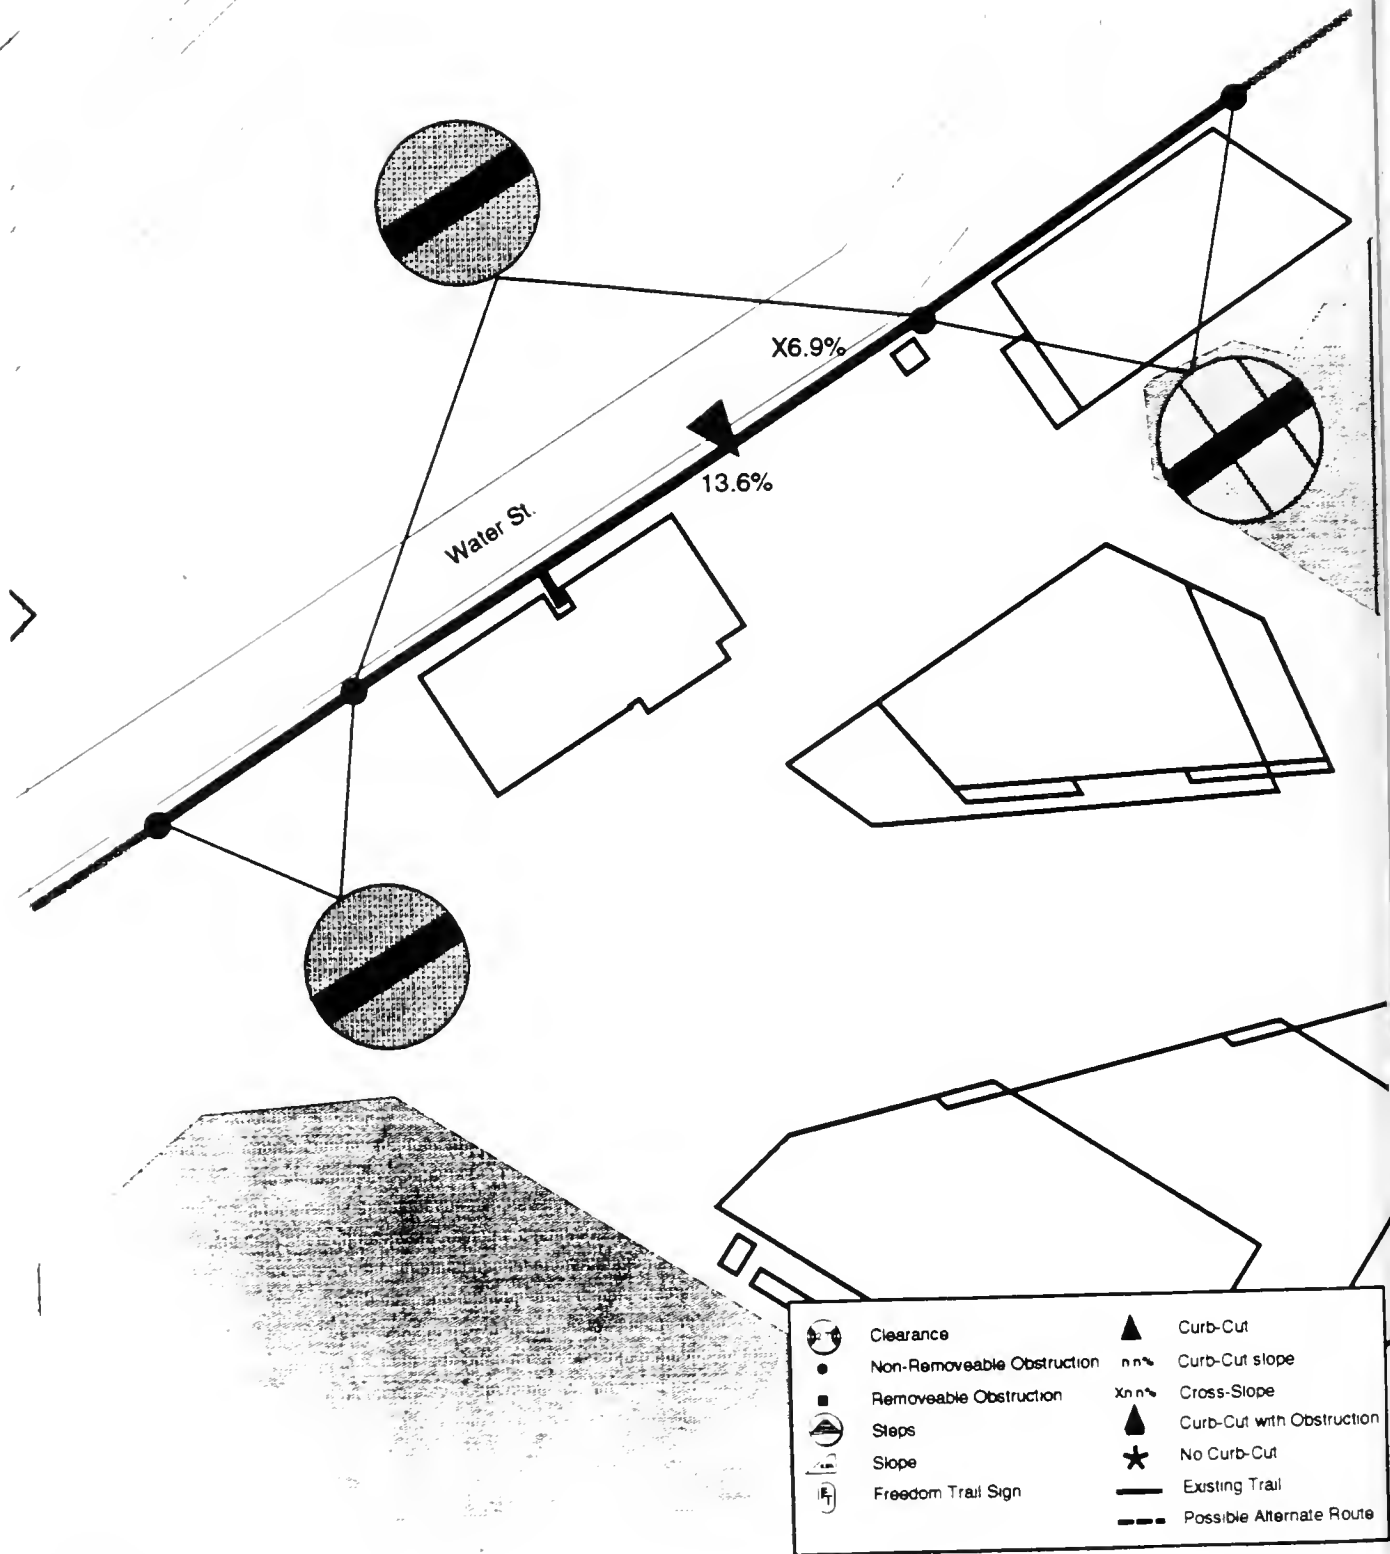 X6.9%
13.6%
Water St.
Clearance
Non-Removeable Obstruction
Removeable Obstruction
Steps
Slope
Freedom Trail Sign
Curb-Cut
nn% Curb-Cut slope
Xnn% Cross-Slope
Curb-Cut with Obstruction
No Curb-Cut
Existing Trail
Possible Alternate Route